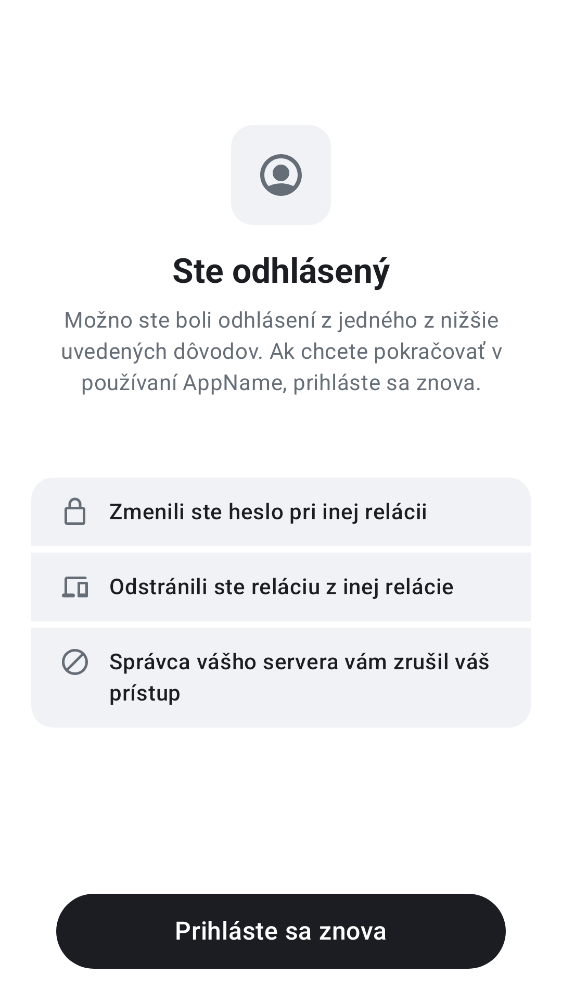 Ste odhlásený
Možno ste boli odhlásení z jedného z nižšie
uvedených dôvodov. Ak chcete pokračovať v
používaní AppName, prihláste sa znova.
Zmenili ste heslo pri inej relácii
Odstránili ste reláciu z inej relácie
Správca vášho servera vám zrušil váš
prístup
Prihláste sa znova